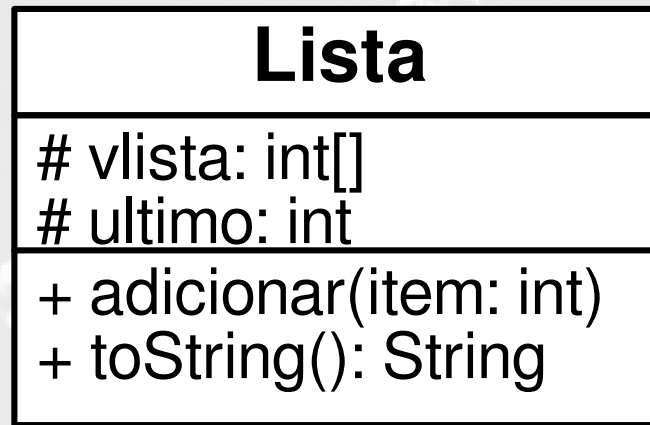 Lista
# vlista: int[]
# ultimo: int
+ adicionar(item: int)
+ toString(): String